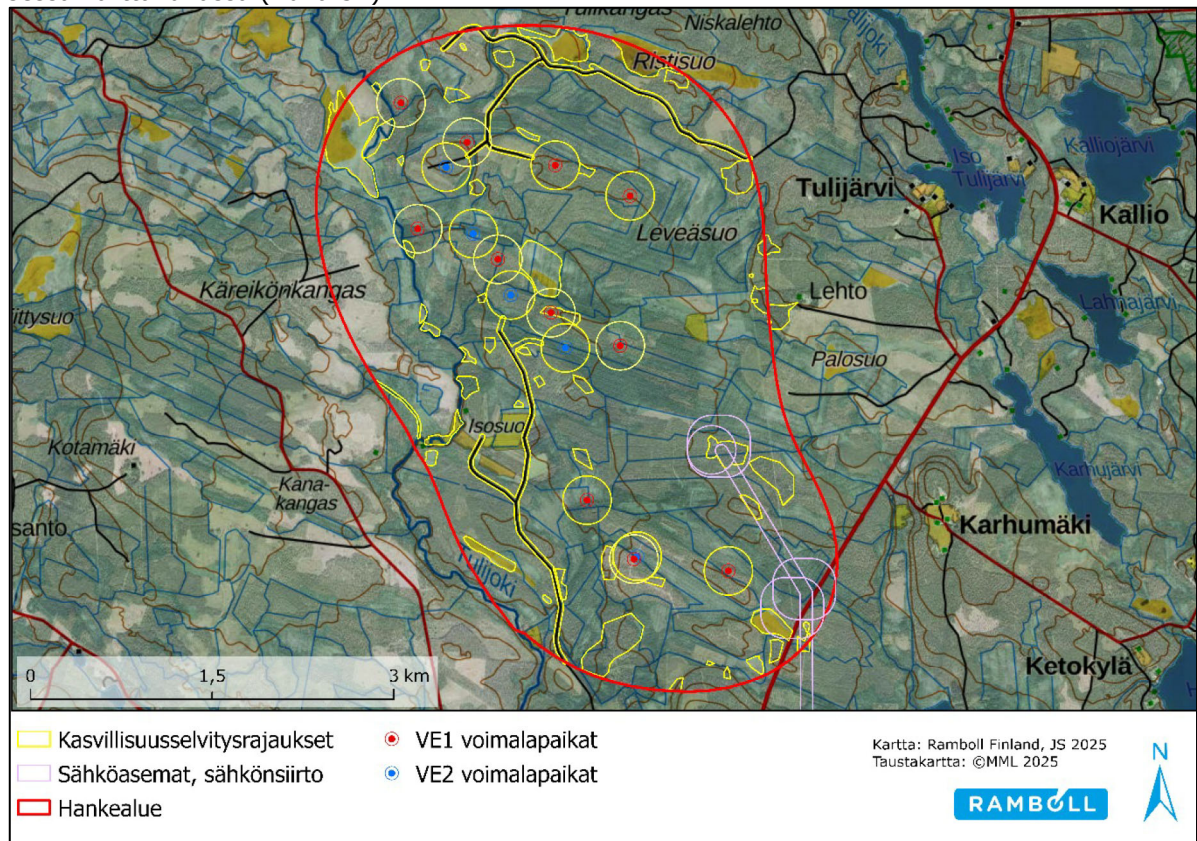 Tulikangas
Niskalehto
Ristisuo
Kalliojärvi
Iso
Tulijärvi
Tulijärvi
Kallio
Leveäsuo
Käreikönkangas
Lehto
Lahnajärvi
Palosuo
Isosuo
Kotamäki
Kana-
kangas
Karhujärvi
Karhumäki
Tulijoki
Ketokylä
0 1,5 3 km
Kasvillisuusselvitysrajaukset
Sähköasemat, sähkönsiirto
Hankealue
VE1 voimalapaikat
VE2 voimalapaikat
Kartta: Ramboll Finland, JS 2025
Taustakartta: ©MML 2025
RAMBOLL
N